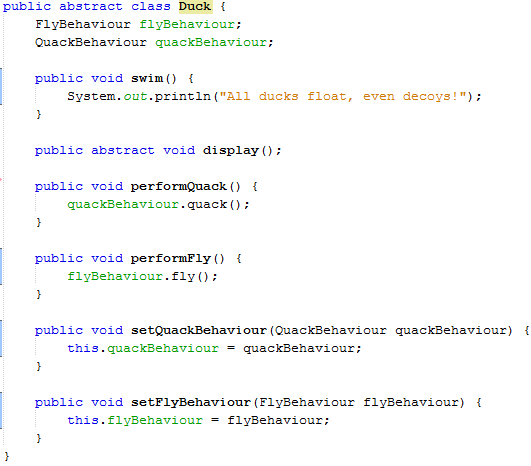 public abstract class Duck {
    FlyBehaviour flyBehaviour;
    QuackBehaviour quackBehaviour;

    public void swim() {
        System.out.println("All ducks float, even decoys!");
    }

    public abstract void display();

    public void performQuack() {
        quackBehaviour.quack();
    }

    public void performFly() {
        flyBehaviour.fly();
    }

    public void setQuackBehaviour(QuackBehaviour quackBehaviour) {
        this.quackBehaviour = quackBehaviour;
    }

    public void setFlyBehaviour(FlyBehaviour flyBehaviour) {
        this.flyBehaviour = flyBehaviour;
    }
}